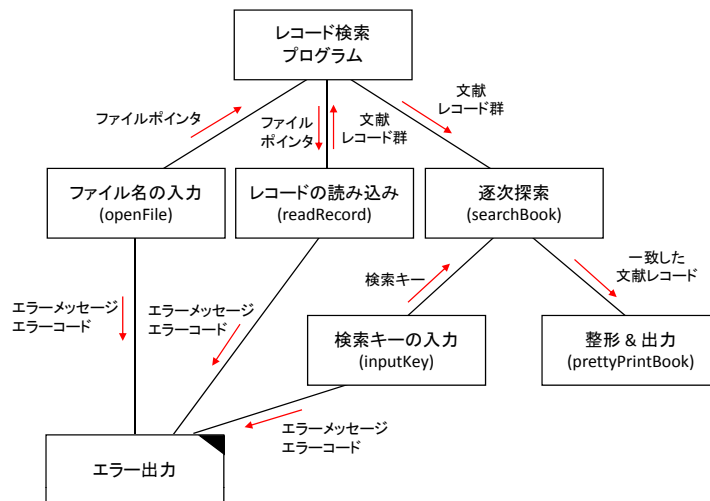 レコード検索
プログラム
ファイルポインタ
ファイル
ポインタ
文献
レコード群
文献
レコード群
ファイル名の入力
(openFile)
レコードの読み込み
(readRecord)
逐次探索
(searchBook)
検索キー
一致した
文献レコード
エラーメッセージ
エラーコード
エラーメッセージ
エラーコード
検索キーの入力
(inputKey)
整形 & 出力
(prettyPrintBook)
エラーメッセージ
エラーコード
エラー出力